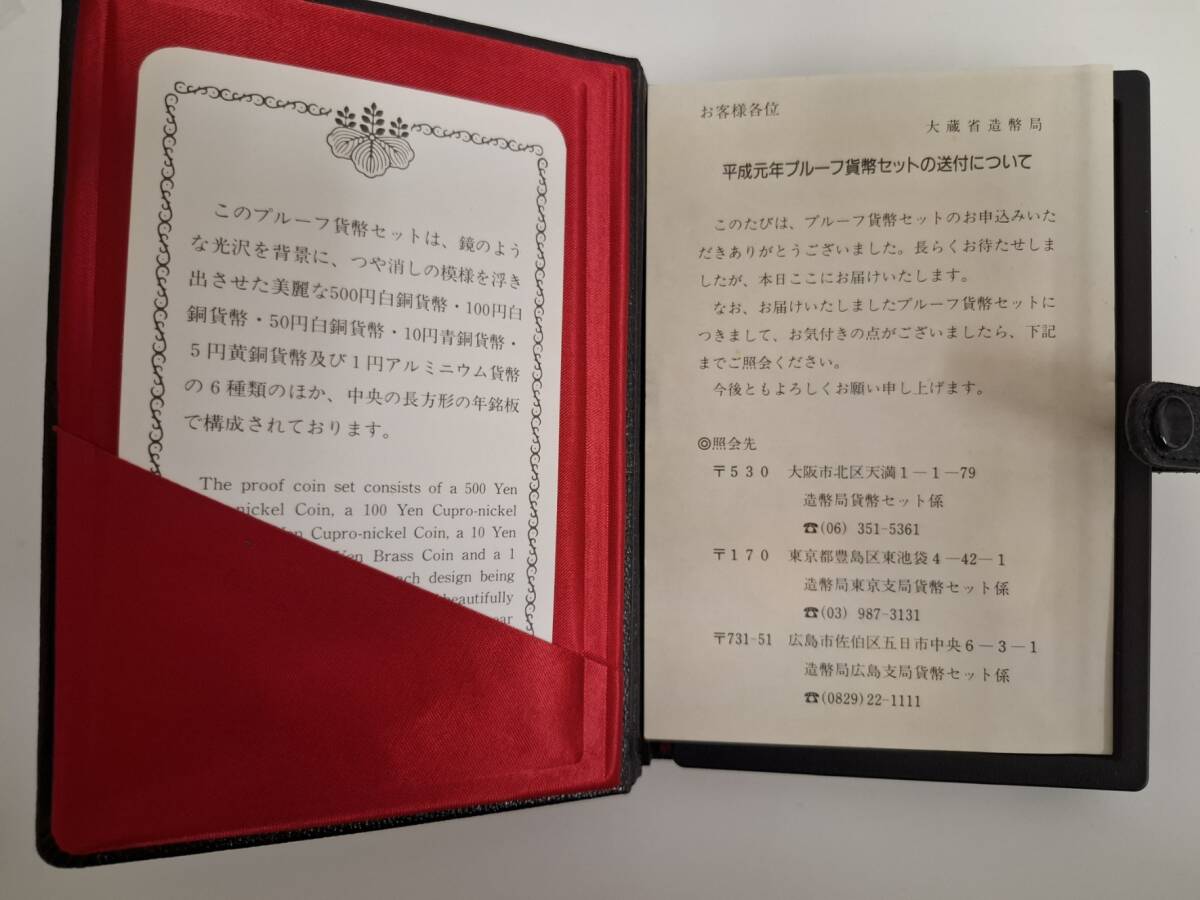 このプルーフ貨幣セットは、鏡のよう
な光沢を背景に、つや消しの模様を浮き
出させた美麗な500円白銅貨幣・100円白
銅貨幣・50円白銅貨幣・10円青銅貨幣・
5円黄銅貨幣及び1円アルミニウム貨幣
の6種類のほか、中央の長方形の年銘板
で構成されております。
The proof coin set consists of a 500 Yen
nickel Coin, a 100 Yen Cupro-nickel
Cupro-nickel Coin, a 10 Yen
Yen Brass Coin and a 1
each design being
beautifully
お客様各位
大蔵省造幣局
平成元年プルーフ貨幣セットの送付について
このたびは、プルーフ貨幣セットのお申込みいた
だきありがとうございました。長らくお待たせしま
したが、本日ここにお届けいたします。
なお、お届けいたしましたプルーフ貨幣セットに
つきまして、お気付きの点がございましたら、下記
までご照会ください。
今後ともよろしくお願い申し上げます。
◎照会先
〒530 大阪市北区天満1-1-79
造幣局貨幣セット係
☎(06) 351-5361
〒170 東京都豊島区東池袋4-42-1
造幣局東京支局貨幣セット係
☎(03) 987-3131
〒731-51 広島市佐伯区五日市中央6-3-1
造幣局広島支局貨幣セット係
☎(0829)22-1111